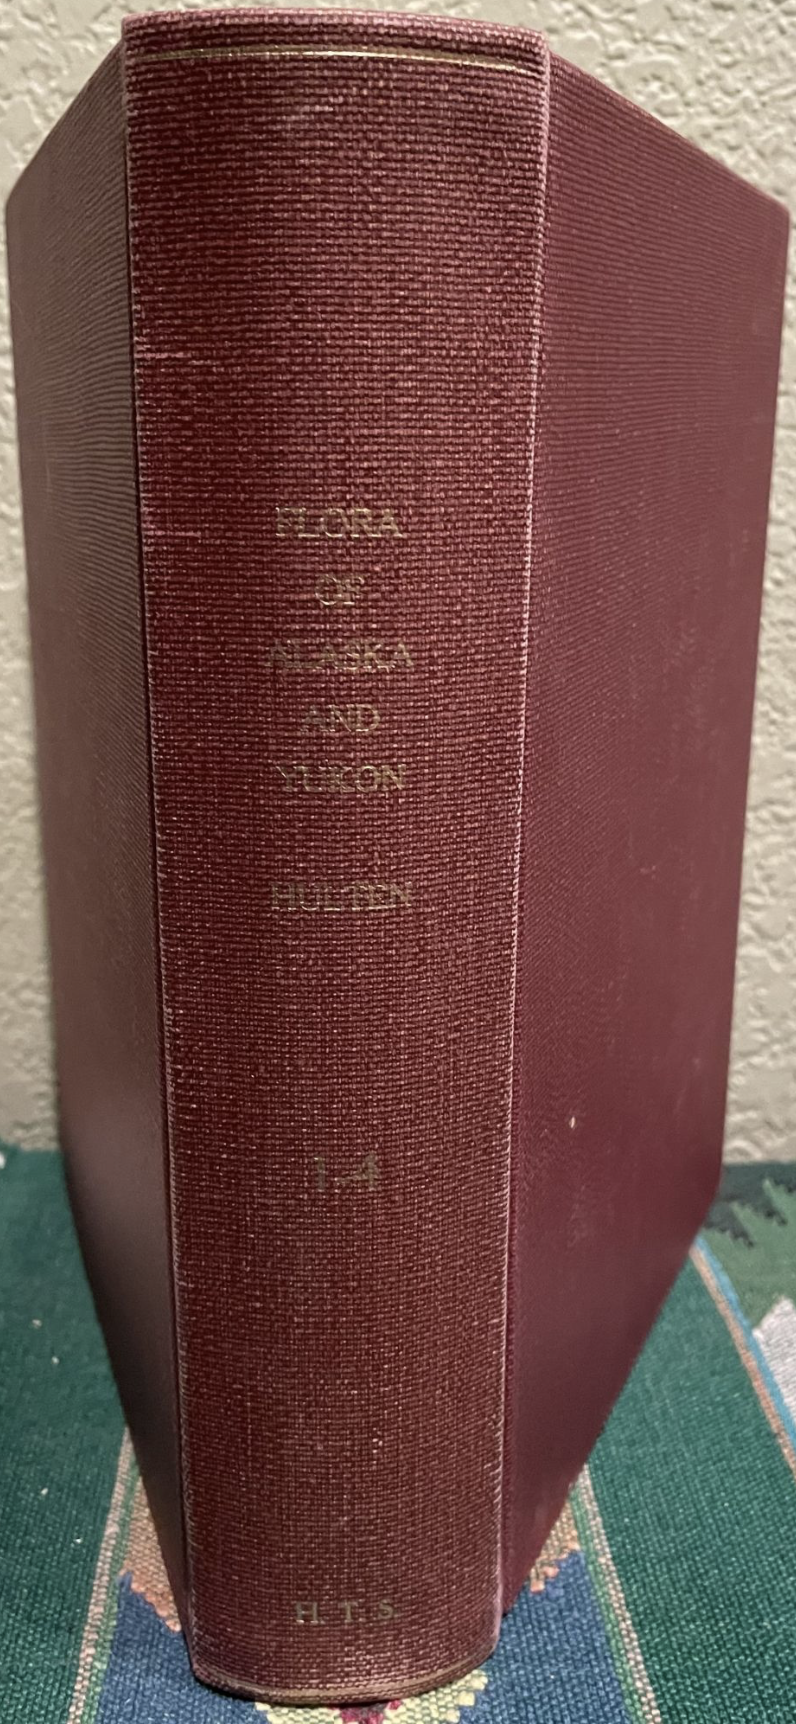 FLORA
OF
ALASKA
AND
YUKON
HULTEN
1-4
H. T. S.